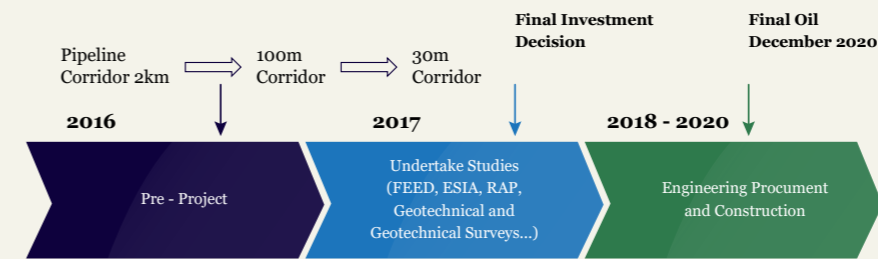 Final Investment
Decision
Final Oil
December 2020
Pipeline
Corridor 2km
100m
Corridor
30m
Corridor
2016
2017
2018 - 2020
Pre - Project
Undertake Studies
(FEED, ESIA, RAP,
Geotechnical and
Geotechnical Surveys...)
Engineering Procument
and Construction